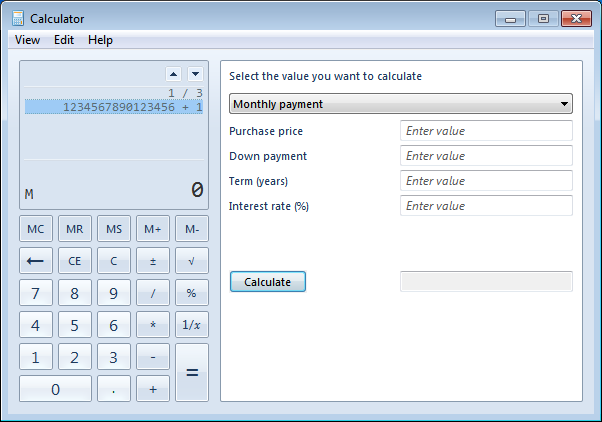 Calculator
View Edit Help
1 / 3
1234567890123456 + 1
M 0
MC MR MS M+ M-
← CE C ± √
7 8 9 / %
4 5 6 * 1/x
1 2 3 - =
0 . +
Select the value you want to calculate
Monthly payment
Purchase price Enter value
Down payment Enter value
Term (years) Enter value
Interest rate (%) Enter value
Calculate